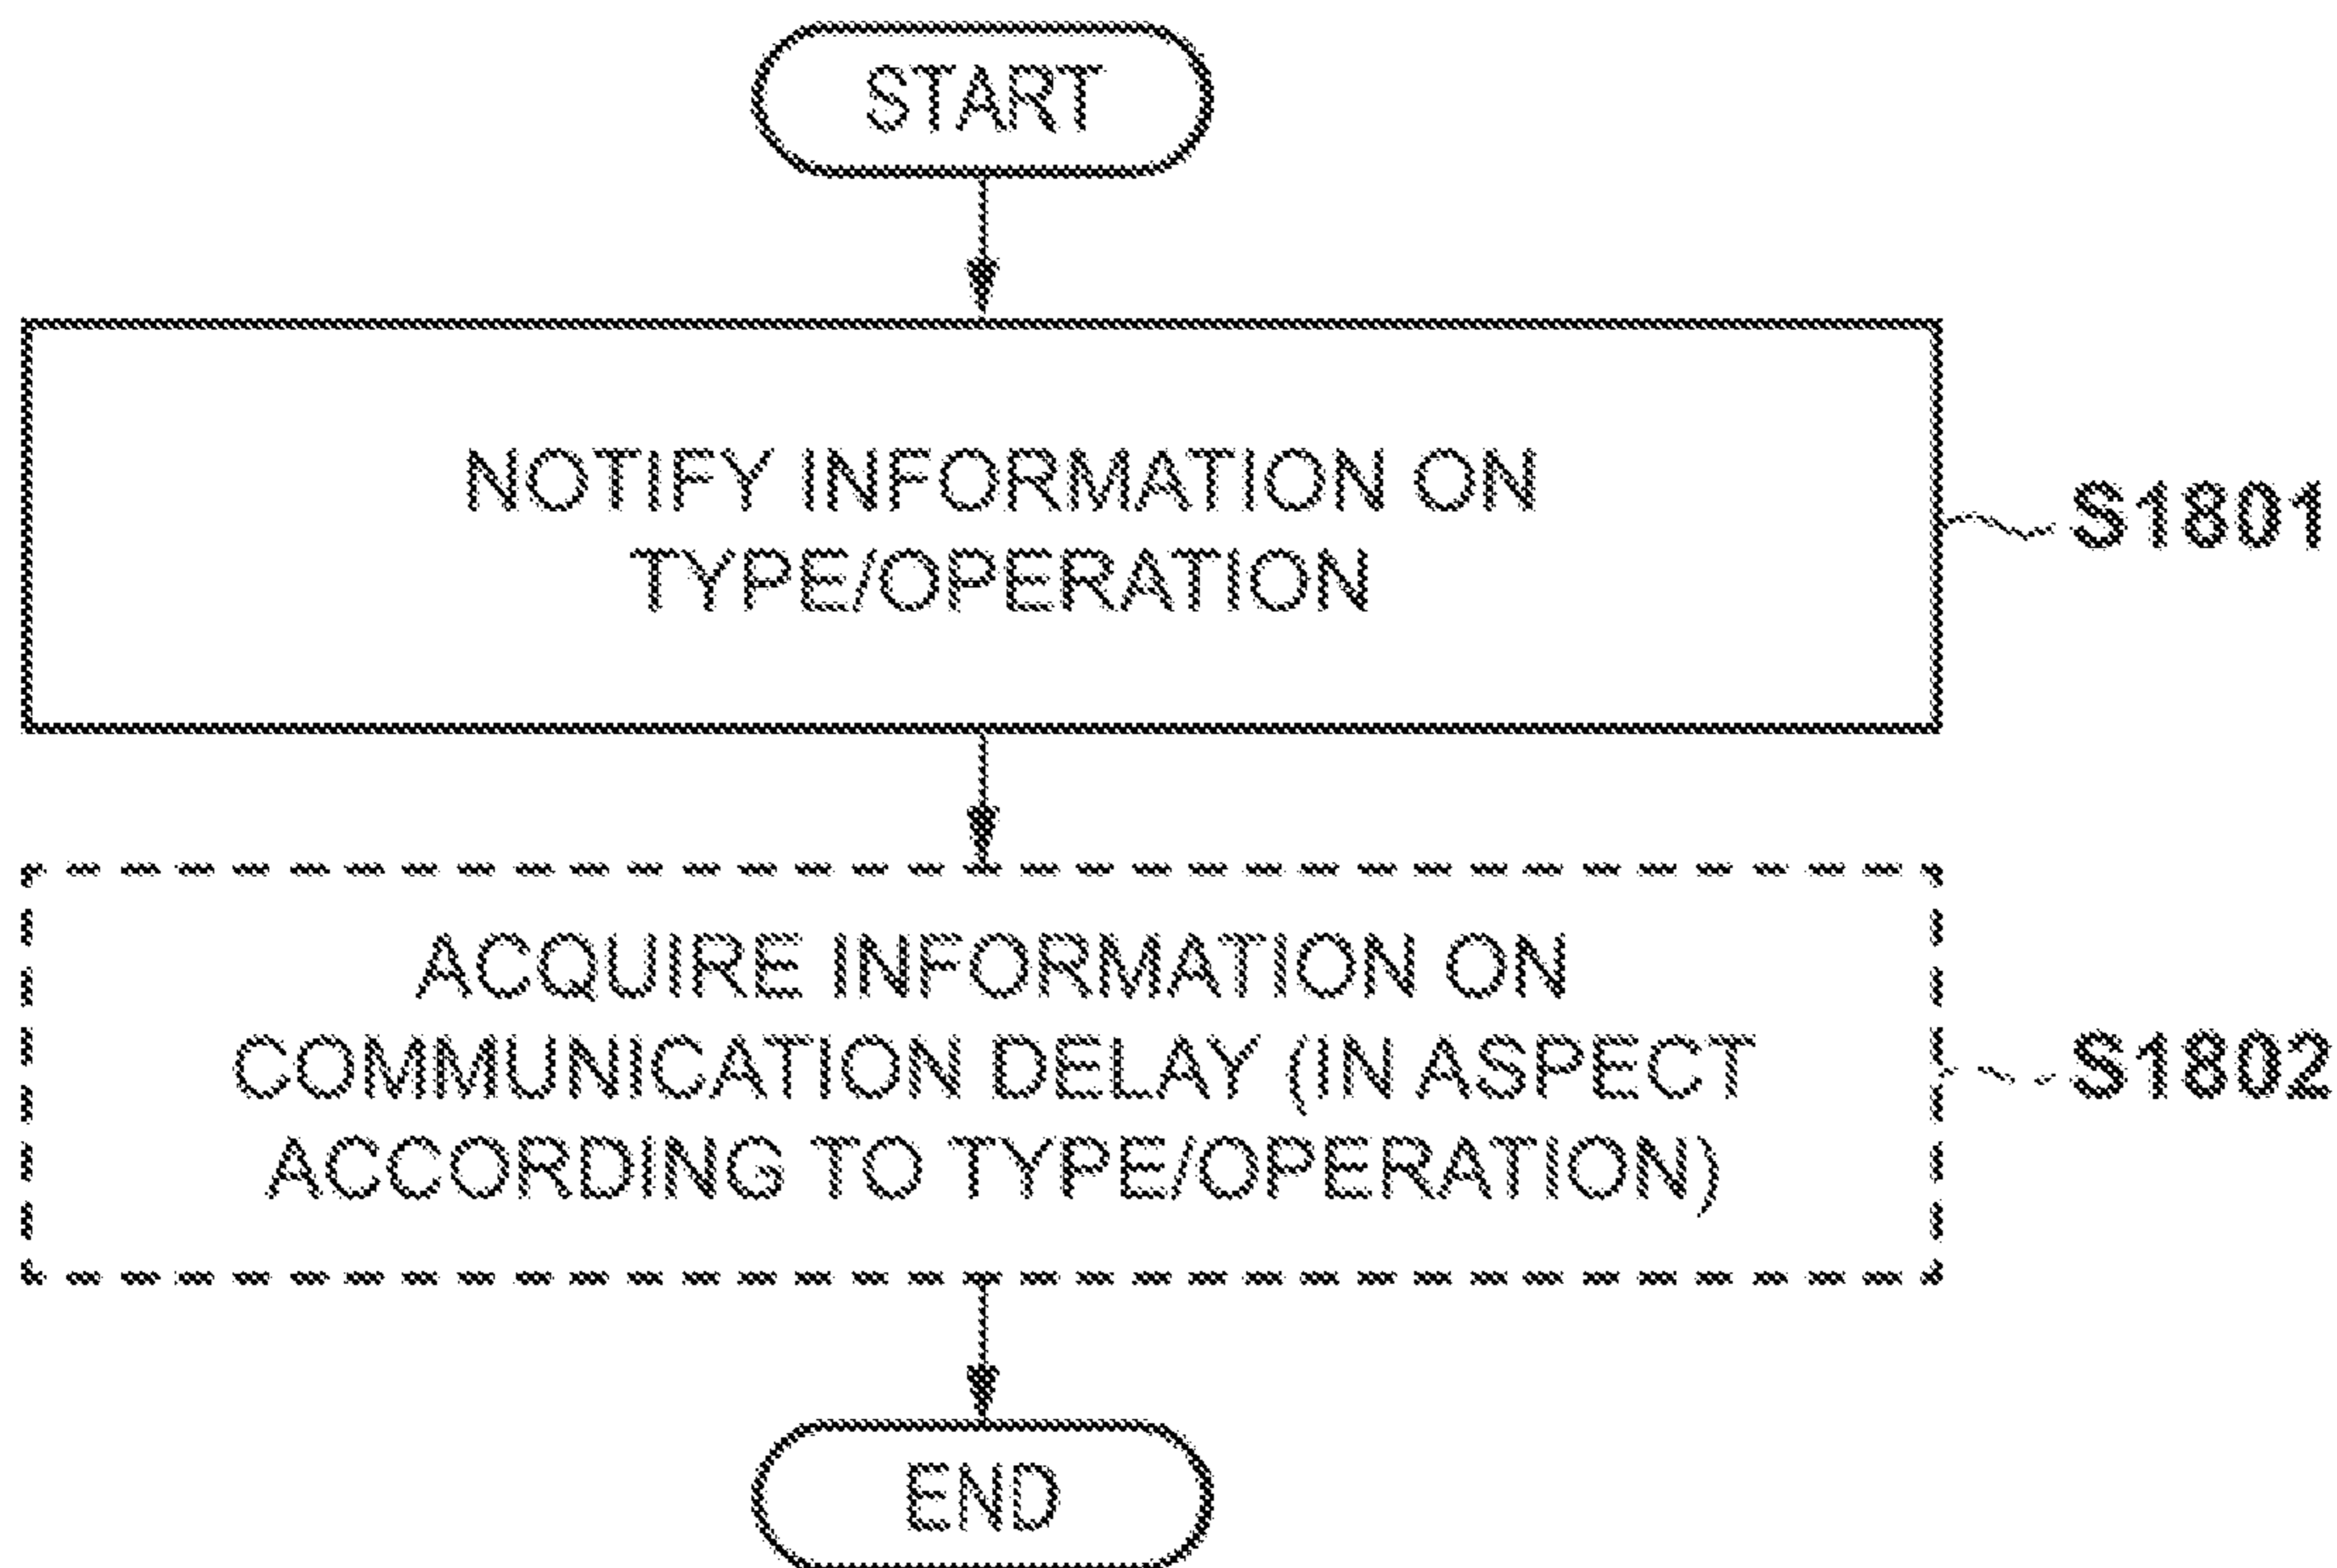 START
NOTIFY INFORMATION ON
TYPE/OPERATION
S1801
ACQUIRE INFORMATION ON
COMMUNICATION DELAY (IN ASPECT
ACCORDING TO TYPE/OPERATION)
S1802
END